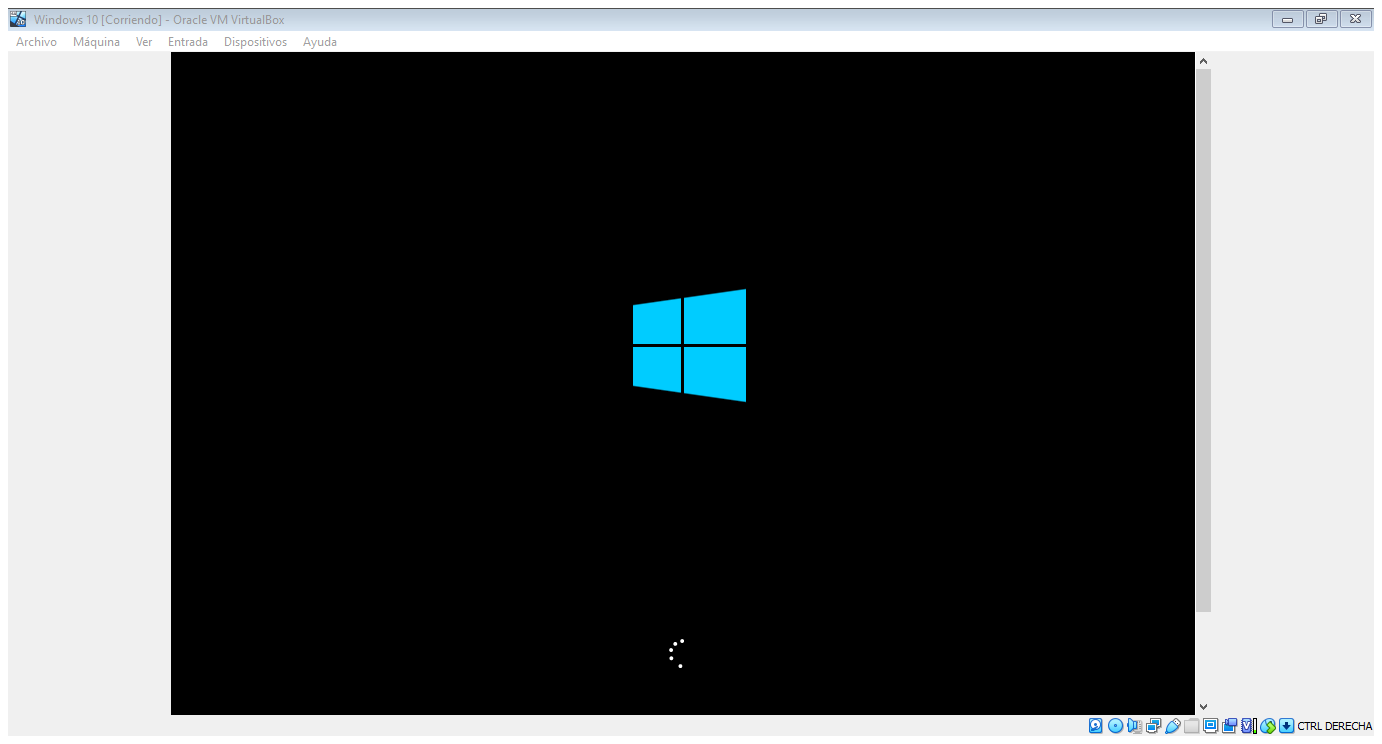 Windows 10 [Corriendo] - Oracle VM VirtualBox
Archivo Máquina Ver Entrada Dispositivos Ayuda
CTRL DERECHA